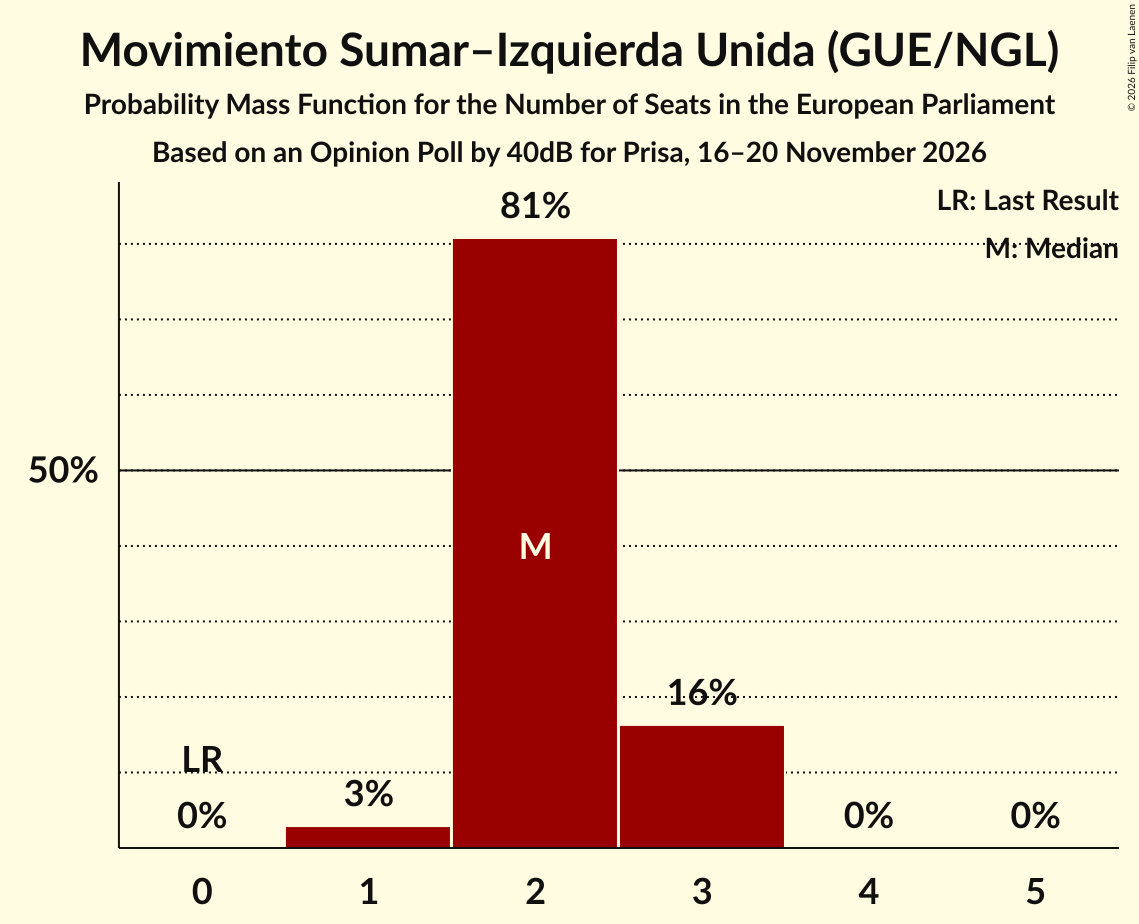 Movimiento Sumar–Izquierda Unida (GUE/NGL)
Probability Mass Function for the Number of Seats in the European Parliament
Based on an Opinion Poll by 40dB for Prisa, 16–20 November 2026
© 2026 Filip van Laenen
LR: Last Result
M: Median
81%
50%
M
16%
LR
3%
0%
0%
0%
0 1 2 3 4 5